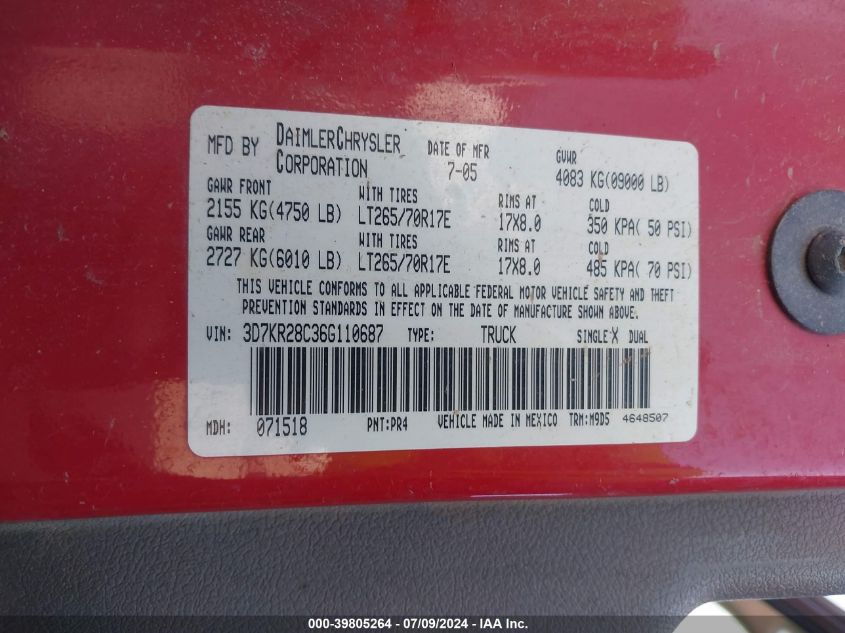 MFD BY DAIMLERCHRYSLER CORPORATION DATE OF MFR 7-05 GVWR 4083 KG(09000 LB)
GAWR FRONT WITH TIRES RIMS AT COLD
2155 KG(4750 LB) LT265/70R17E 17X8.0 350 KPA( 50 PSI)
GAWR REAR WITH TIRES RIMS AT COLD
2727 KG(6010 LB) LT265/70R17E 17X8.0 485 KPA( 70 PSI)
THIS VEHICLE CONFORMS TO ALL APPLICABLE FEDERAL MOTOR VEHICLE SAFETY AND THEFT
PREVENTION STANDARDS IN EFFECT ON THE DATE OF MANUFACTURE SHOWN ABOVE.
VIN: 3D7KR28C36G110687 TYPE: TRUCK SINGLE X DUAL
MDH: 071518 PNT:PR4 VEHICLE MADE IN MEXICO TRM:M9D5 4648507
000-39805264 - 07/09/2024 - IAA Inc.